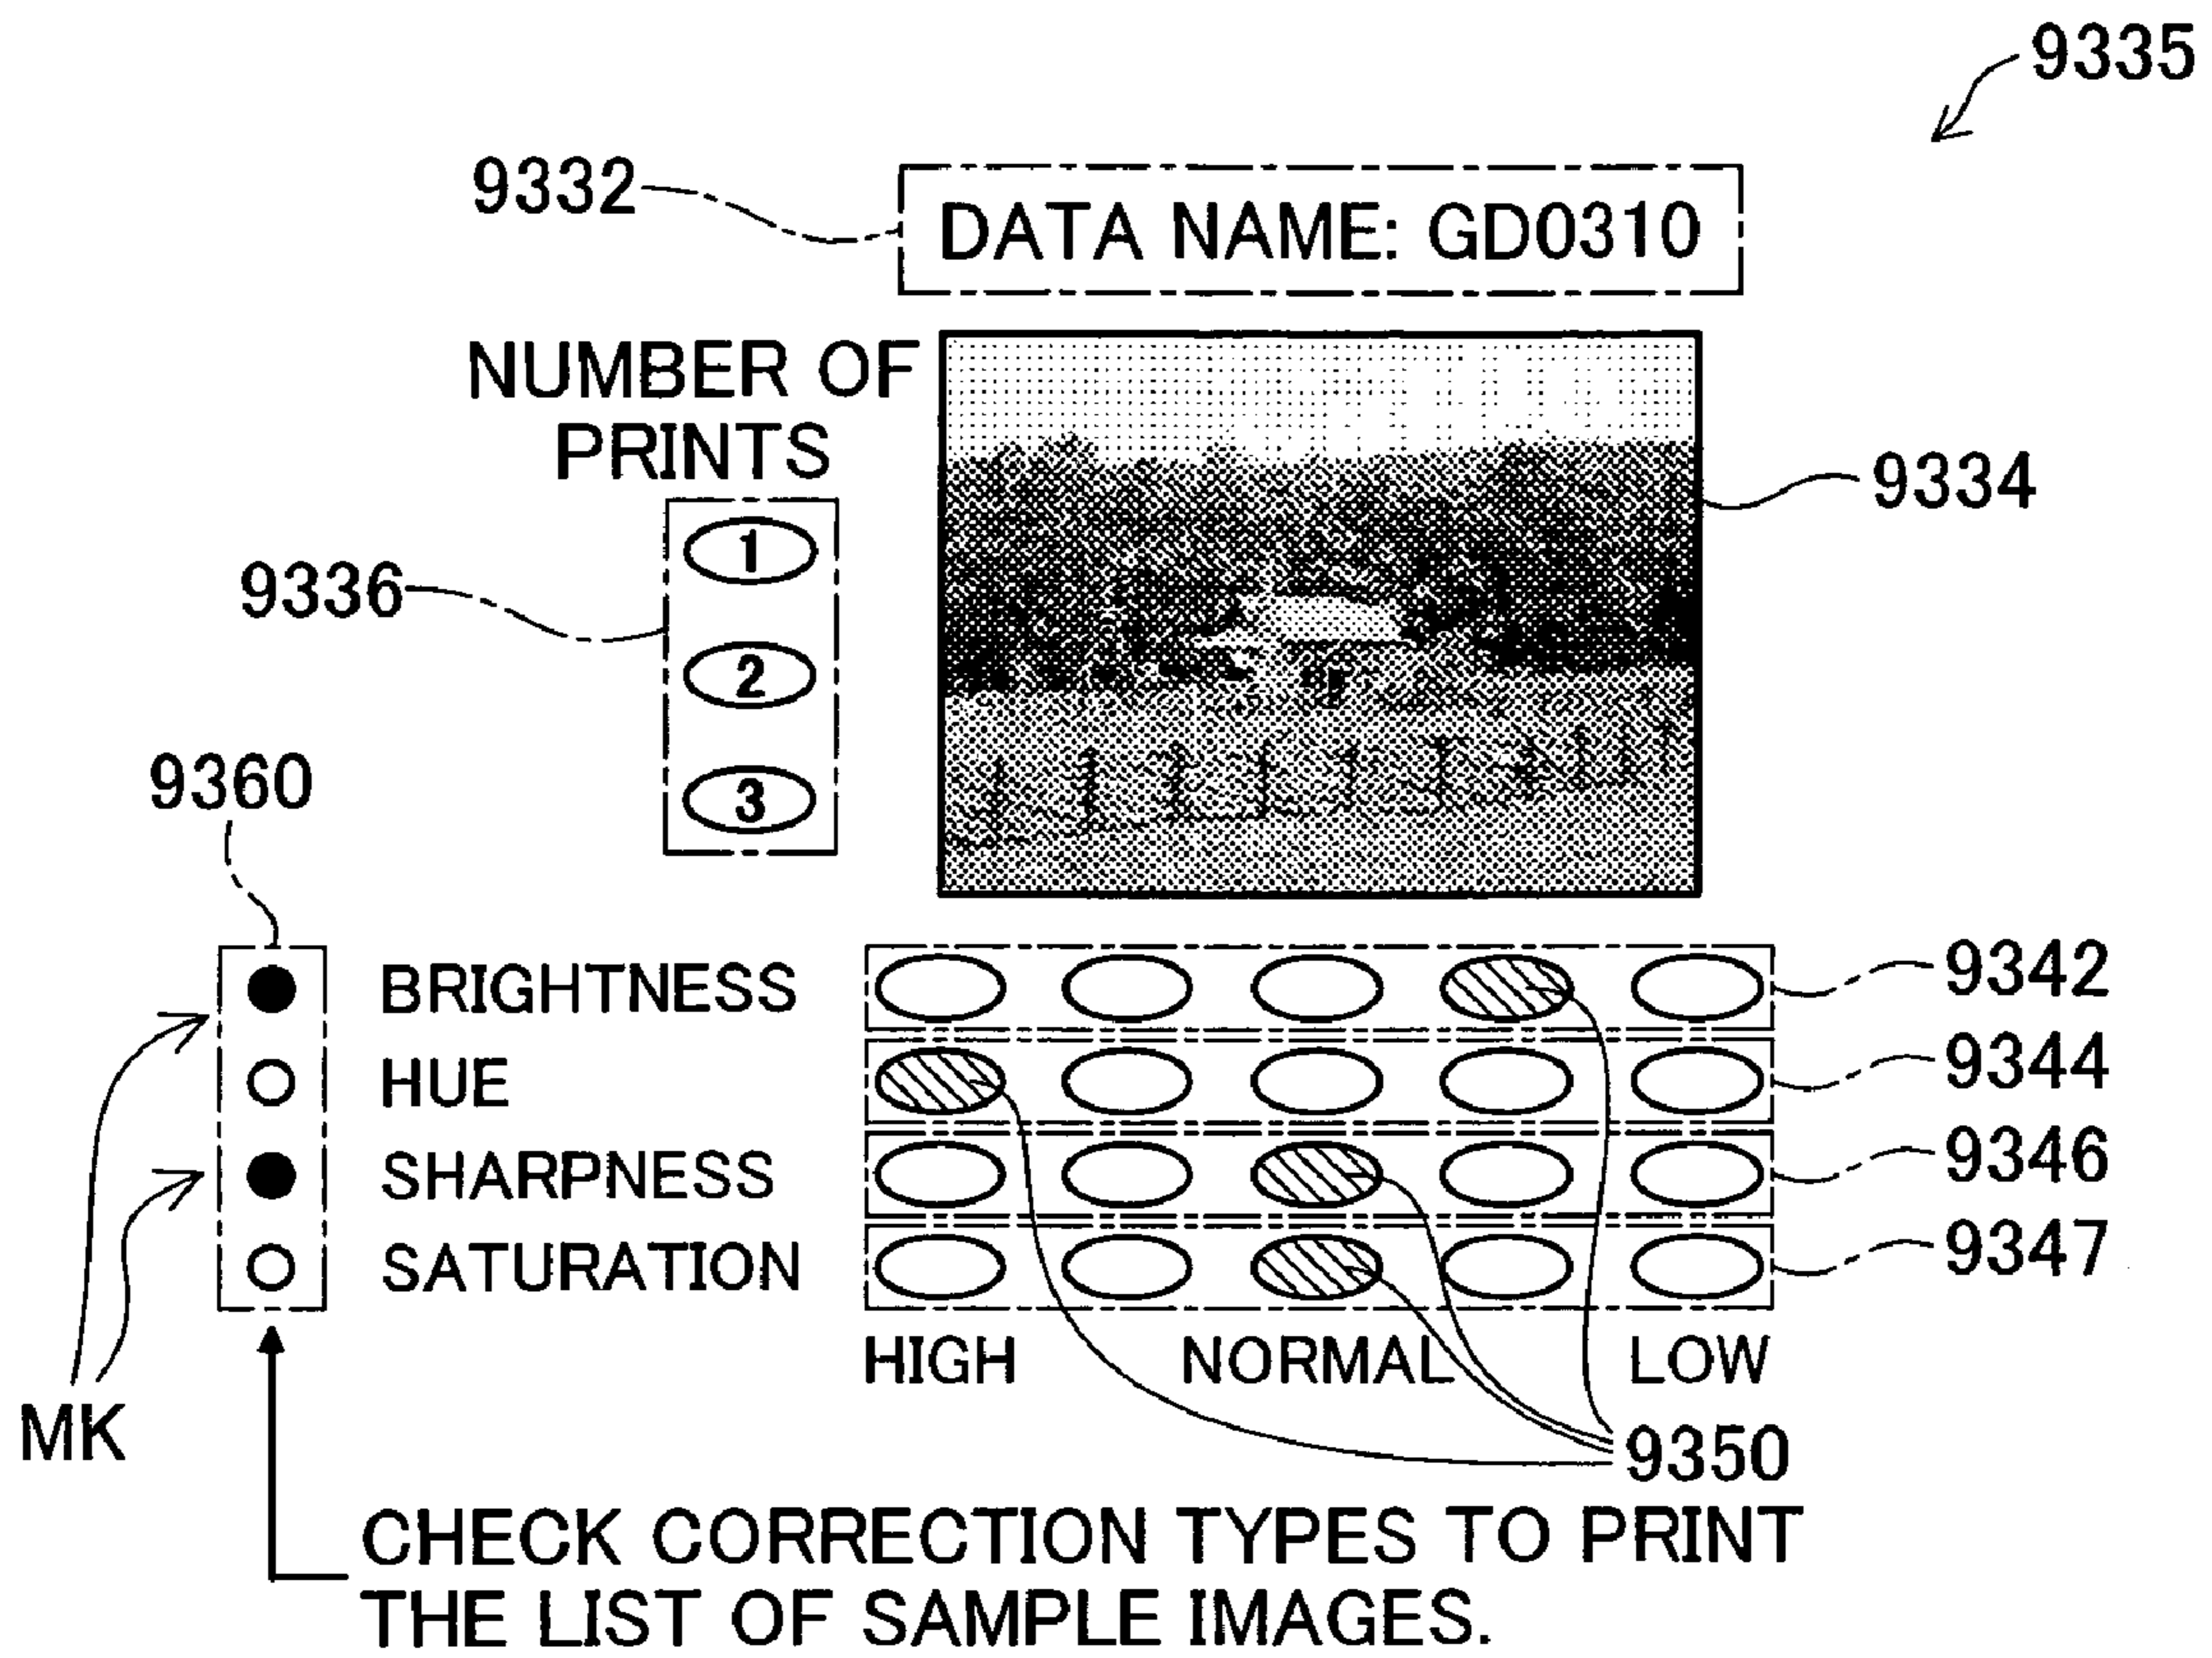 9335
9332
DATA NAME: GD0310
NUMBER OF
PRINTS
9334
1
9336
2
9360
3
BRIGHTNESS
9342
HUE
9344
SHARPNESS
9346
SATURATION
9347
HIGH NORMAL LOW
MK
9350
CHECK CORRECTION TYPES TO PRINT
THE LIST OF SAMPLE IMAGES.